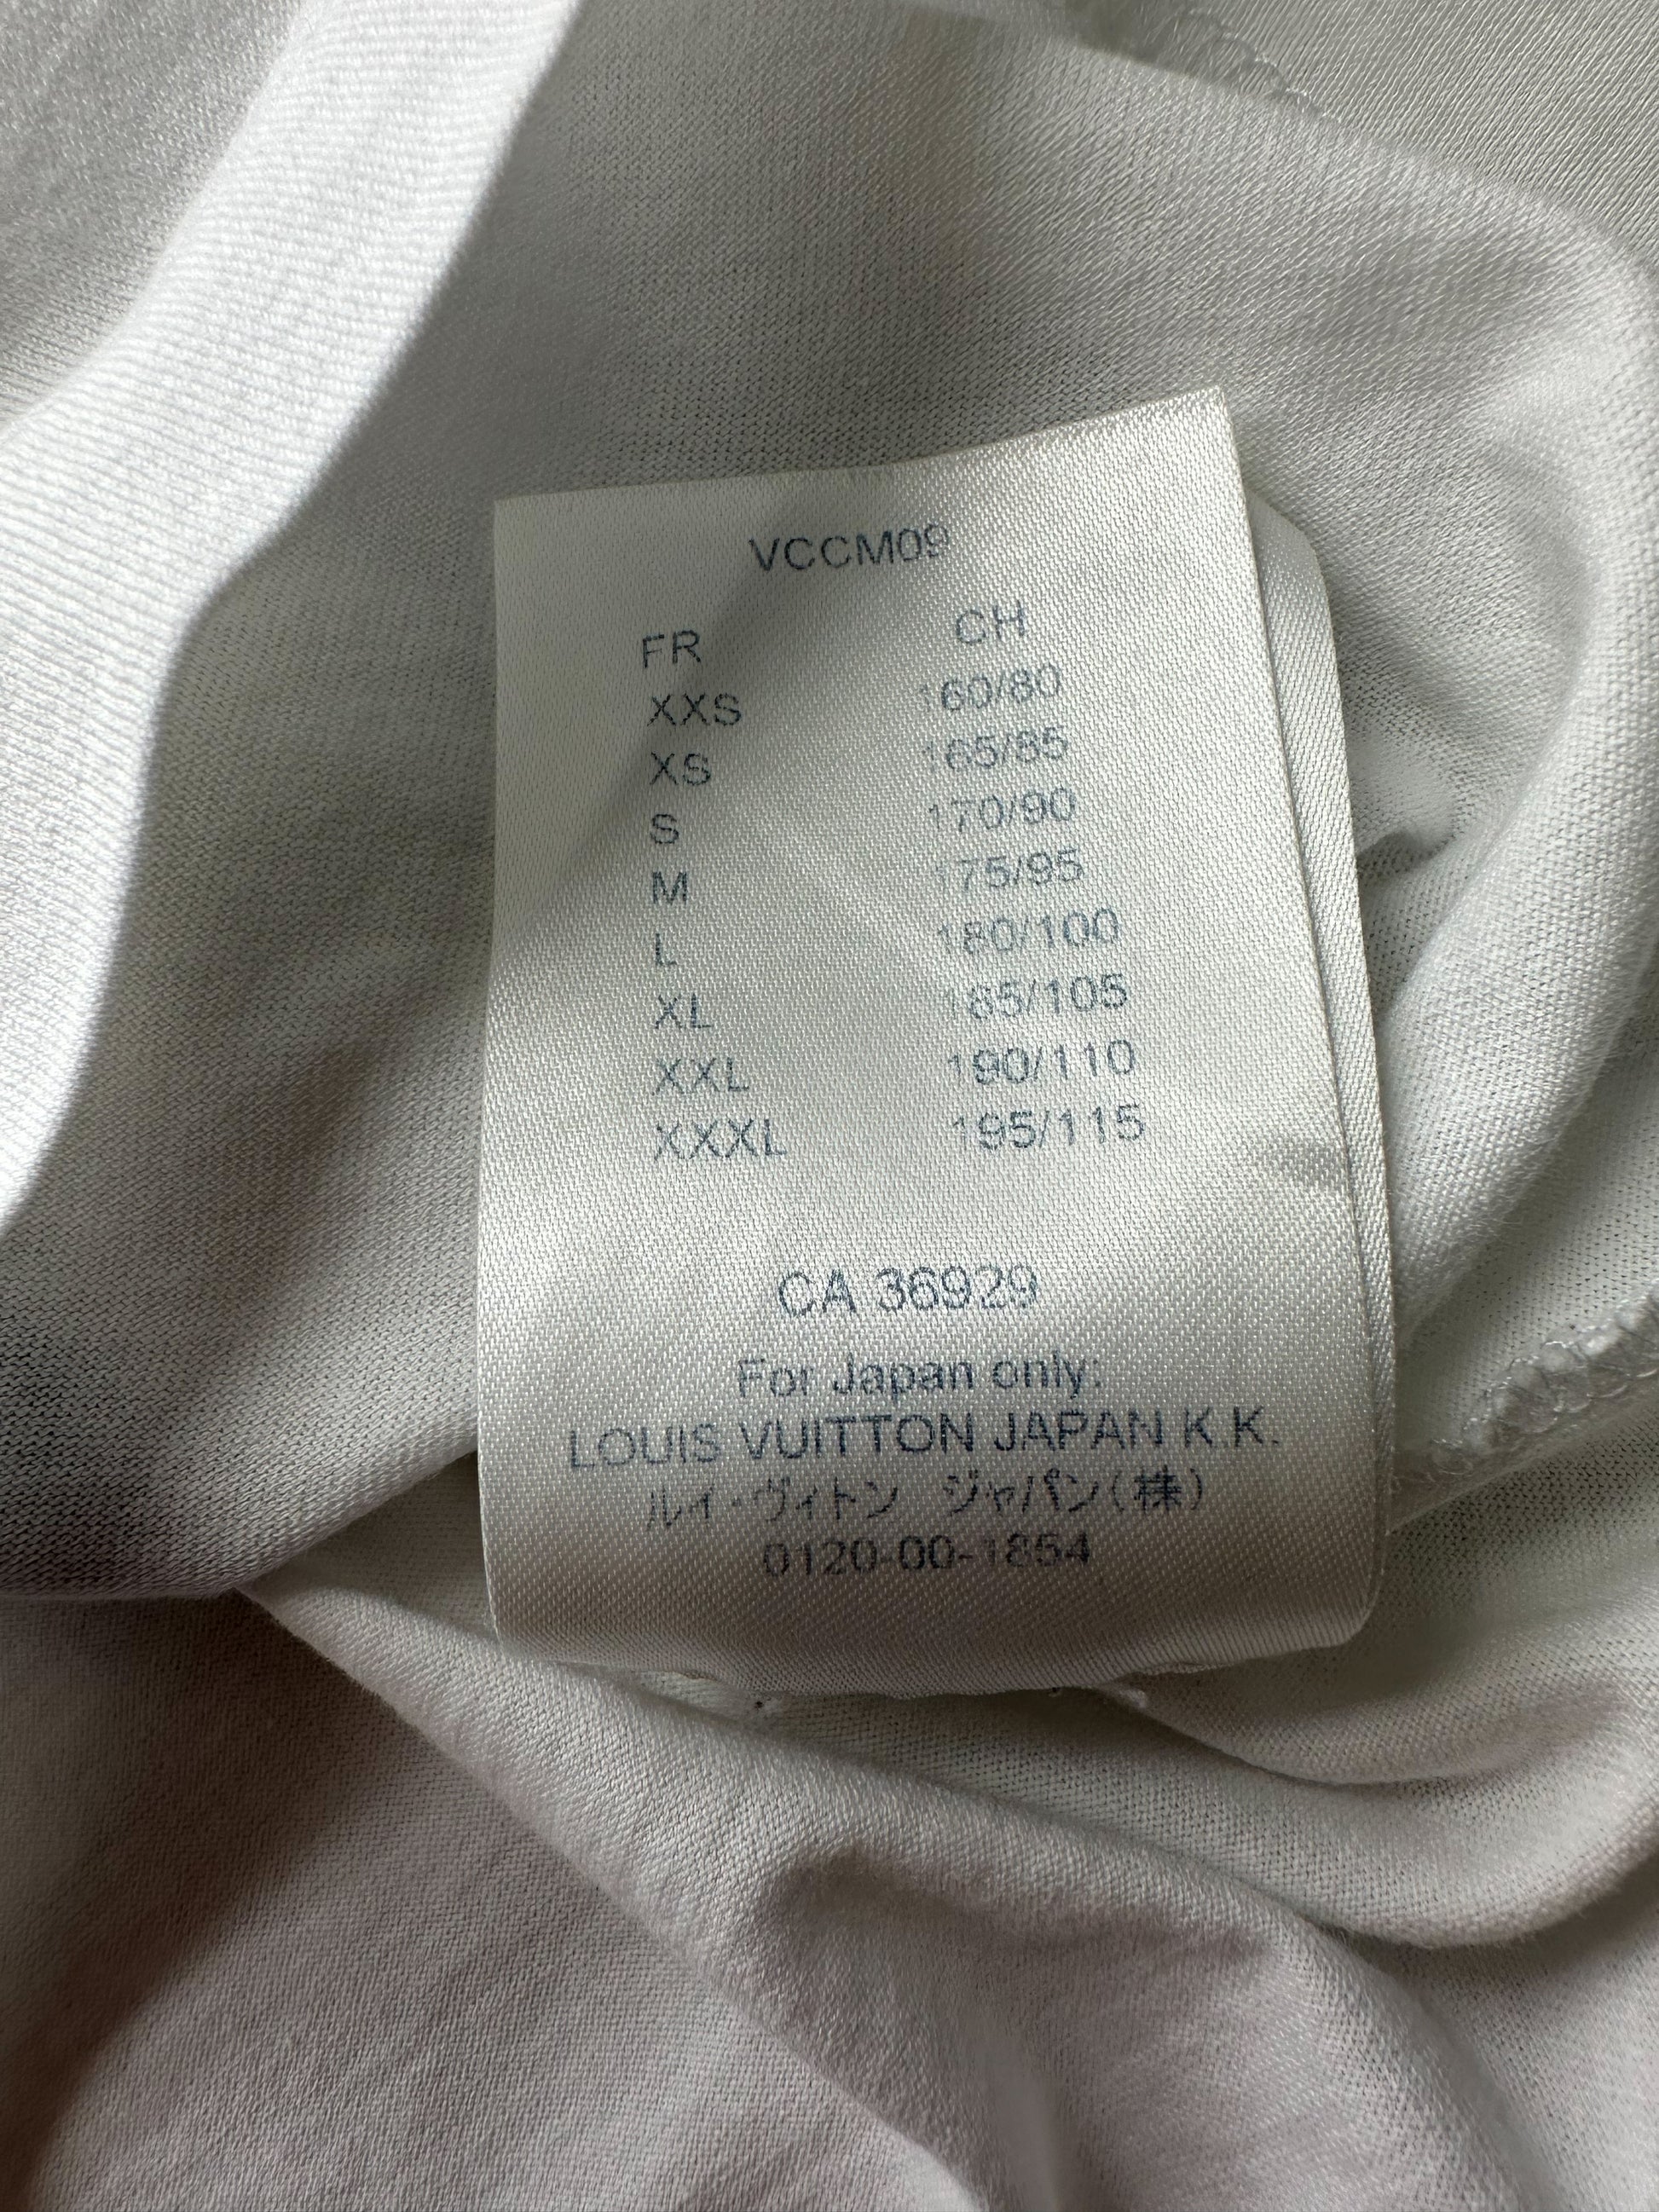 VCCM09
FR CH
XXS 160/80
XS 165/85
S 170/90
M 175/95
L 180/100
XL 185/105
XXL 190/110
XXXL 195/115
CA 36929
For Japan only:
LOUIS VUITTON JAPAN K.K.
ルイ・ヴィトン ジャパン(株)
0120-00-1854